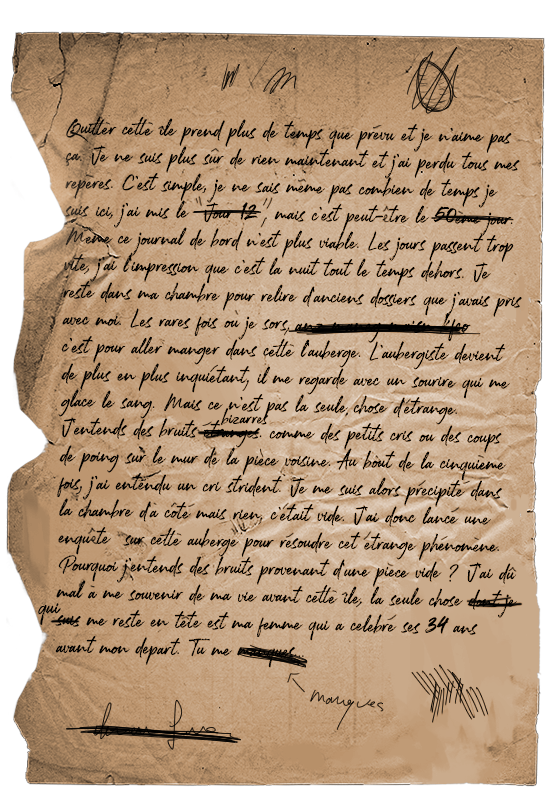 Quitter cette île prend plus de temps que prévu et je n'aime pas
ça. Je ne suis plus sûr de rien maintenant et j'ai perdu tous mes
repères. C'est simple, je ne sais même pas combien de temps je
suis ici, j'ai mis le "Jour 12", mais c'est peut-être le 50ème jour.
Même ce journal de bord n'est plus viable. Les jours passent trop
vite, j'ai l'impression que c'est la nuit tout le temps dehors. Je
reste dans ma chambre pour relire d'anciens dossiers que j'avais pris
avec moi. Les rares fois où je sors,
c'est pour aller manger dans cette l'auberge. L'aubergiste devient
de plus en plus inquiétant, il me regarde avec un sourire qui me
glace le sang. Mais ce n'est pas la seule chose d'étrange.
bizarres
J'entends des bruits étranges. comme des petits cris ou des coups
de poing sur le mur de la pièce voisine. Au bout de la cinquième
fois, j'ai entendu un cri strident. Je me suis alors précipité dans
la chambre d'à côté mais rien, c'était vide. J'ai donc lancé une
enquête sur cette auberge pour résoudre cet étrange phénomène.
Pourquoi j'entends des bruits provenant d'une pièce vide ? J'ai dû
mal à me souvenir de ma vie avant cette île, la seule chose dont je
qui
suis me reste en tête est ma femme qui a célébré ses 34 ans
avant mon départ. Tu me
manques